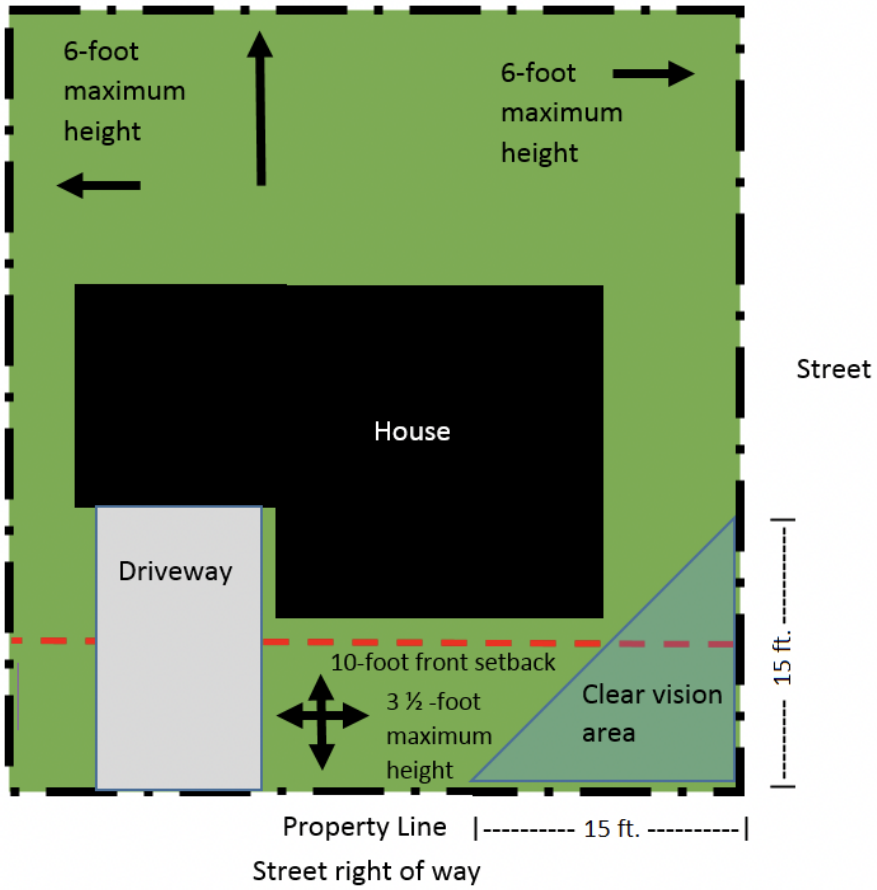 6-foot
maximum
height
6-foot
maximum
height
Street
House
Driveway
10-foot front setback
3 ½ -foot
maximum
height
Clear vision
area
|---------- 15 ft. ----------|
Property Line |---------- 15 ft. ----------|
Street right of way